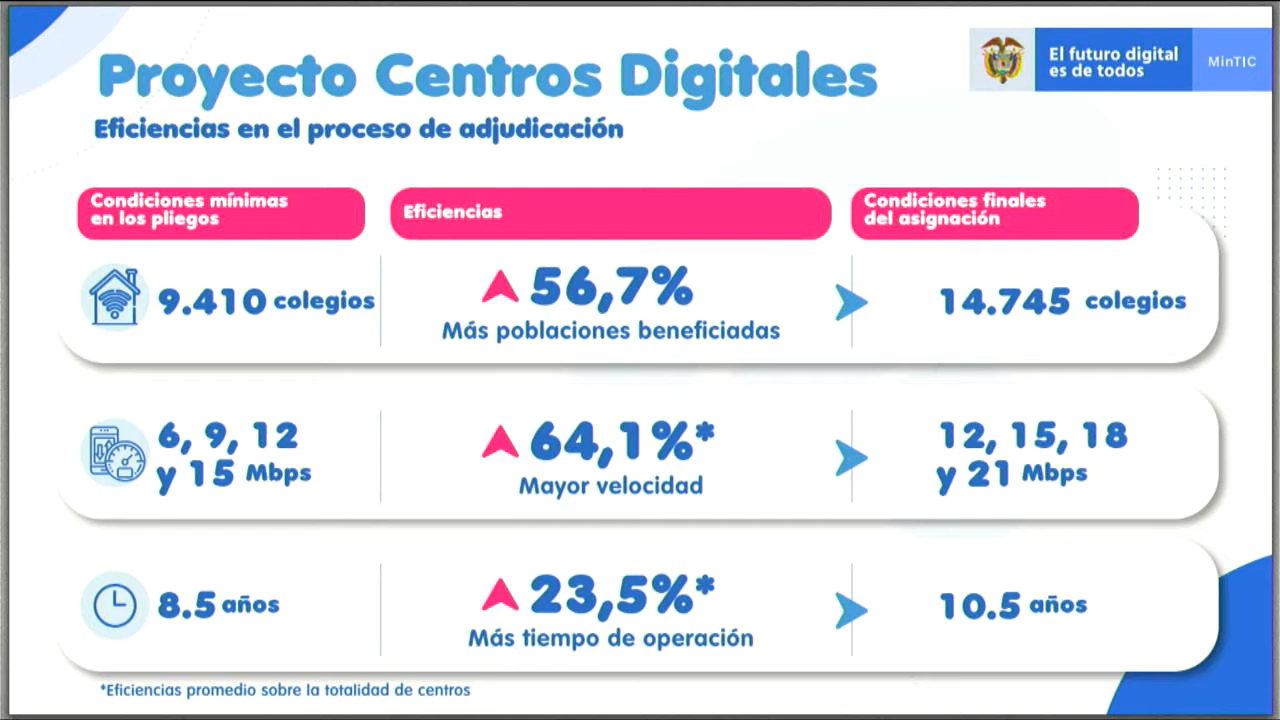 Proyecto Centros Digitales
Eficiencias en el proceso de adjudicación
El futuro digital
es de todos
MinTIC
Condiciones mínimas
en los pliegos
Eficiencias
Condiciones finales
del asignación
9.410 colegios
56,7%
Más poblaciones beneficiadas
14.745 colegios
6, 9, 12
y 15 Mbps
64,1%*
Mayor velocidad
12, 15, 18
y 21 Mbps
8.5 años
23,5%*
Más tiempo de operación
10.5 años
*Eficiencias promedio sobre la totalidad de centros